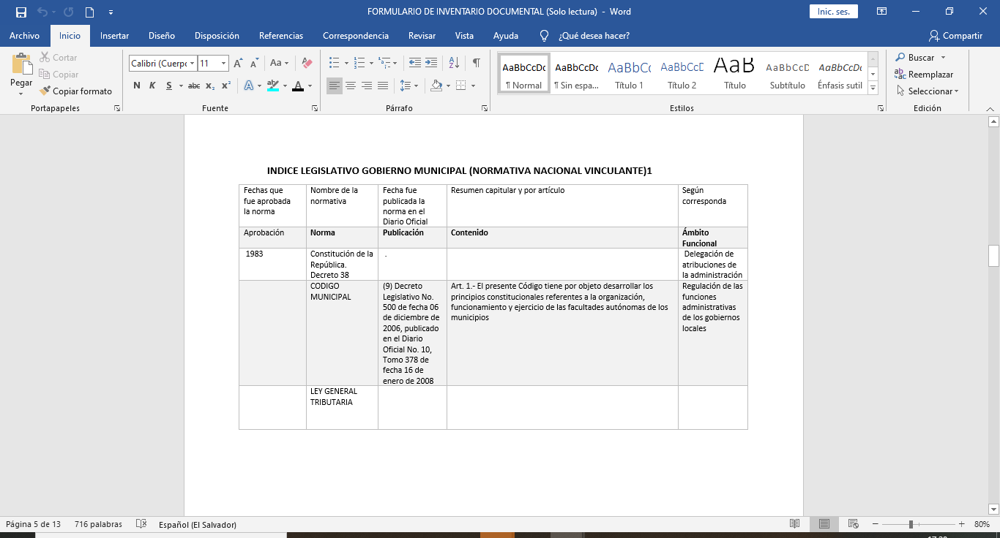 FORMULARIO DE INVENTARIO DOCUMENTAL (Solo lectura) - Word
Inic. ses.
Archivo Inicio Insertar Diseño Disposición Referencias Correspondencia Revisar Vista Ayuda ¿Qué desea hacer? Compartir
Pegar
Cortar
Copiar
Copiar formato
Portapapeles
Calibri (Cuerpo 11
Aa
N K S abc x₂ x² A aby A
Fuente
Párrafo
AaBbCcDc AaBbCcDc AaBbCc AaBbCcD AaB AaBbCcD AaBbCcDc
¶ Normal ¶ Sin espa... Título 1 Título 2 Título Subtítulo Énfasis sutil
Estilos
Buscar
Reemplazar
Seleccionar
Edición
INDICE LEGISLATIVO GOBIERNO MUNICIPAL (NORMATIVA NACIONAL VINCULANTE)1
Fechas que
fue aprobada
la norma
Nombre de la
normativa
Fecha fue
publicada la
norma en el
Diario Oficial
Resumen capitular y por artículo
Según
corresponda
Aprobación
Norma
Publicación
Contenido
Ámbito
Funcional
1983
Constitución de la
República.
Decreto 38
.
Delegación de
atribuciones de
la administración
CODIGO
MUNICIPAL
(9) Decreto
Legislativo No.
500 de fecha 06
de diciembre de
2006, publicado
en el Diario
Oficial No. 10,
Tomo 378 de
fecha 16 de
enero de 2008
Art. 1.- El presente Código tiene por objeto desarrollar los
principios constitucionales referentes a la organización,
funcionamiento y ejercicio de las facultades autónomas de los
municipios
Regulación de las
funciones
administrativas
de los gobiernos
locales
LEY GENERAL
TRIBUTARIA
Página 5 de 13 716 palabras Español (El Salvador) 80%